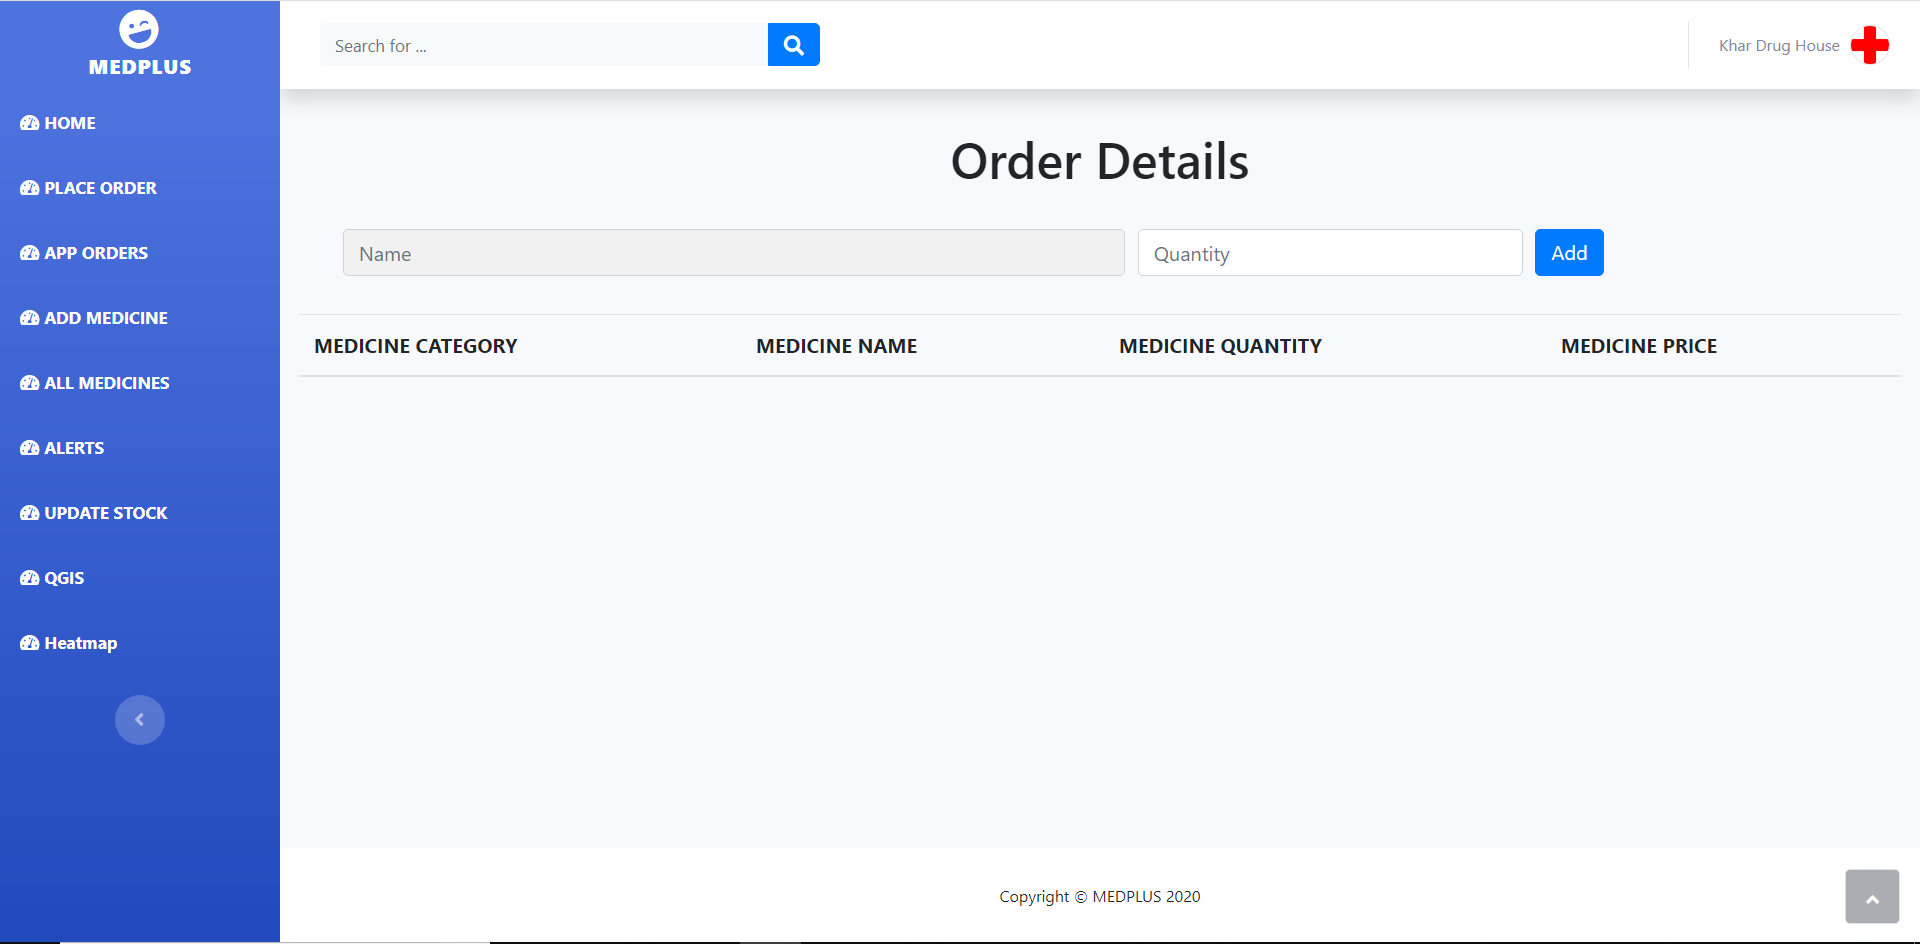 MEDPLUS
HOME
PLACE ORDER
APP ORDERS
ADD MEDICINE
ALL MEDICINES
ALERTS
UPDATE STOCK
QGIS
Heatmap
Search for ...
Khar Drug House
Order Details
Name Quantity Add
MEDICINE CATEGORY MEDICINE NAME MEDICINE QUANTITY MEDICINE PRICE
Copyright © MEDPLUS 2020